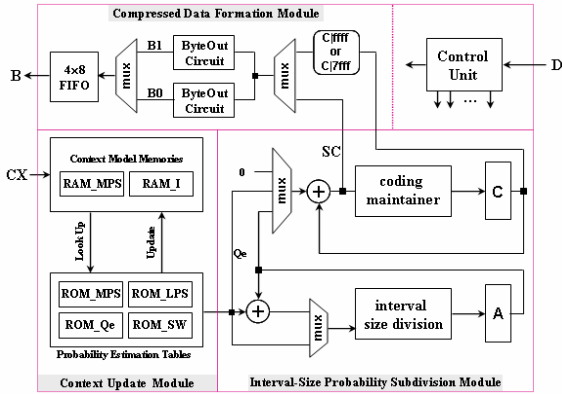 Compressed Data Formation Module
B
4×8
FIFO
mux
B1
B0
ByteOut
Circuit
ByteOut
Circuit
mux
C|ffff
or
C|7fff
Control
Unit
...
D
CX
Context Model Memories
RAM_MPS
RAM_I
Look Up
Update
ROM_MPS
ROM_LPS
ROM_Qe
ROM_SW
Probability Estimation Tables
Context Update Module
SC
0
mux
+
coding
maintainer
C
Qe
+
mux
interval
size division
A
Interval-Size Probability Subdivision Module